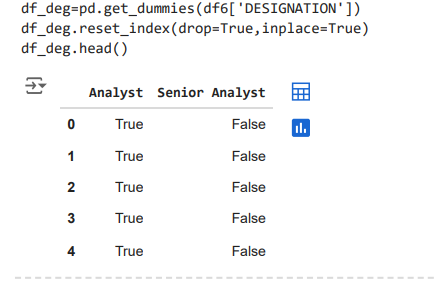 df_deg=pd.get_dummies(df6['DESIGNATION'])
df_deg.reset_index(drop=True,inplace=True)
df_deg.head()
Analyst Senior Analyst
0 True False
1 True False
2 True False
3 True False
4 True False